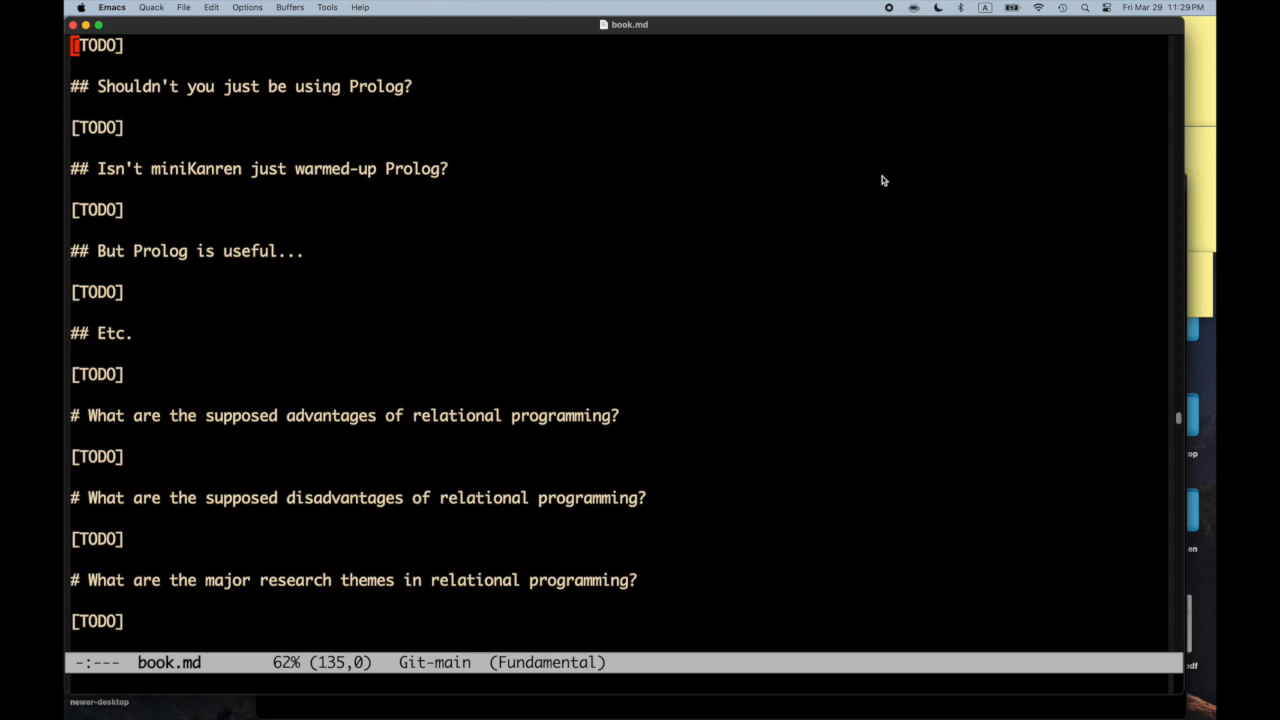 Emacs Quack File Edit Options Buffers Tools Help A Fri Mar 29 11:29 PM
book.md
[TODO]
## Shouldn't you just be using Prolog?
[TODO]
## Isn't miniKanren just warmed-up Prolog?
[TODO]
## But Prolog is useful...
[TODO]
## Etc.
[TODO]
# What are the supposed advantages of relational programming?
[TODO]
# What are the supposed disadvantages of relational programming?
[TODO]
# What are the major research themes in relational programming?
[TODO]
-:--- book.md 62% (135,0) Git-main (Fundamental)
top
en
pdf
newer-desktop